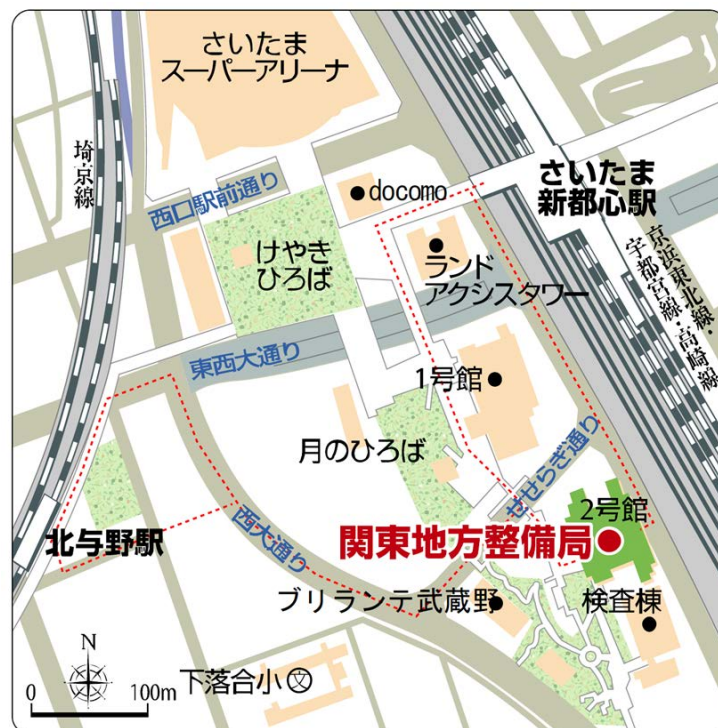 さいたま
スーパーアリーナ
埼京線
西口駅前通り
docomo
さいたま
新都心駅
けやき
ひろば
ランド
アクシスタワー
京浜東北線・
宇都宮線・高崎線
東西大通り
1号館
月のひろば
せせらぎ通り
2号館
北与野駅
西大通り
関東地方整備局
ブリランテ武蔵野
検査棟
N
下落合小
文
0 100m